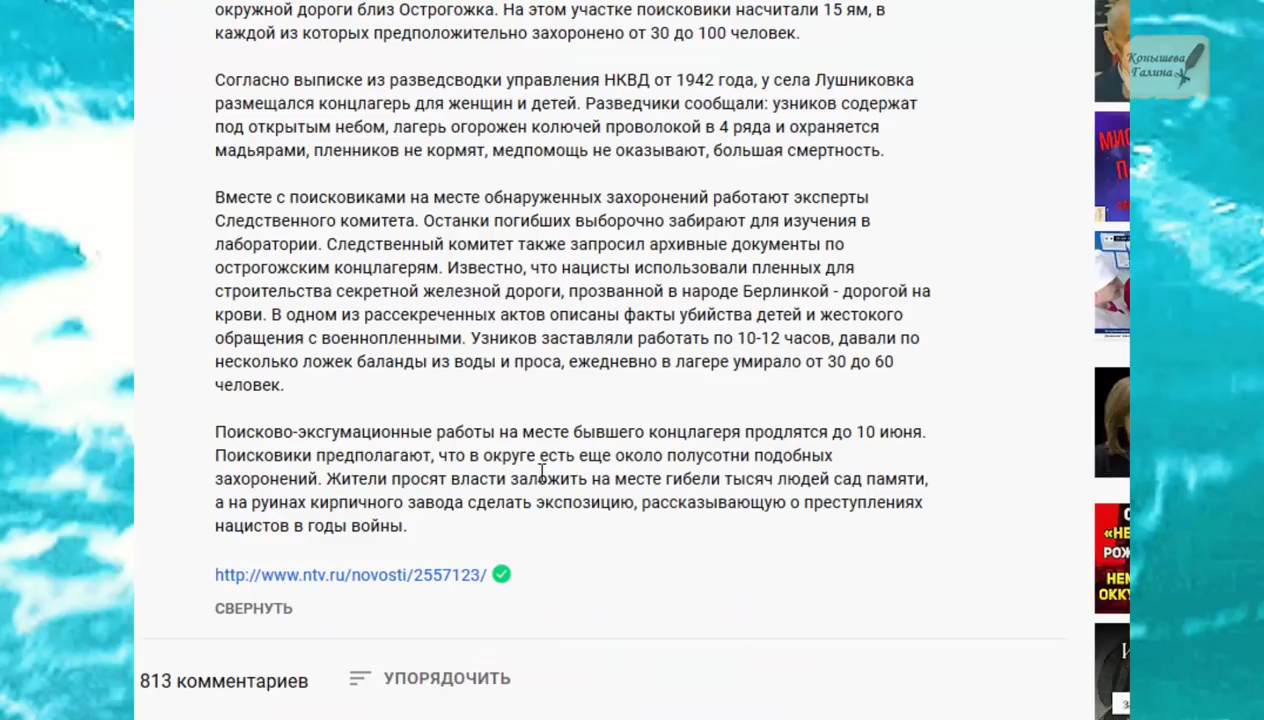 окружной дороги близ Острогожка. На этом участке поисковики насчитали 15 ям, в
каждой из которых предположительно захоронено от 30 до 100 человек.
Согласно выписке из разведсводки управления НКВД от 1942 года, у села Лушниковка
размещался концлагерь для женщин и детей. Разведчики сообщали: узников содержат
под открытым небом, лагерь огорожен колючей проволокой в 4 ряда и охраняется
мадьярами, пленников не кормят, медпомощь не оказывают, большая смертность.
Вместе с поисковиками на месте обнаруженных захоронений работают эксперты
Следственного комитета. Останки погибших выборочно забирают для изучения в
лаборатории. Следственный комитет также запросил архивные документы по
острогожским концлагерям. Известно, что нацисты использовали пленных для
строительства секретной железной дороги, прозванной в народе Берлинкой - дорогой на
крови. В одном из рассекреченных актов описаны факты убийства детей и жестокого
обращения с военнопленными. Узников заставляли работать по 10-12 часов, давали по
несколько ложек баланды из воды и проса, ежедневно в лагере умирало от 30 до 60
человек.
Поисково-эксгумационные работы на месте бывшего концлагеря продлятся до 10 июня.
Поисковики предполагают, что в округе есть еще около полусотни подобных
захоронений. Жители просят власти заложить на месте гибели тысяч людей сад памяти,
а на руинах кирпичного завода сделать экспозицию, рассказывающую о преступлениях
нацистов в годы войны.
http://www.ntv.ru/novosti/2557123/
СВЕРНУТЬ
813 комментариев
УПОРЯДОЧИТЬ
Конышева
Галина